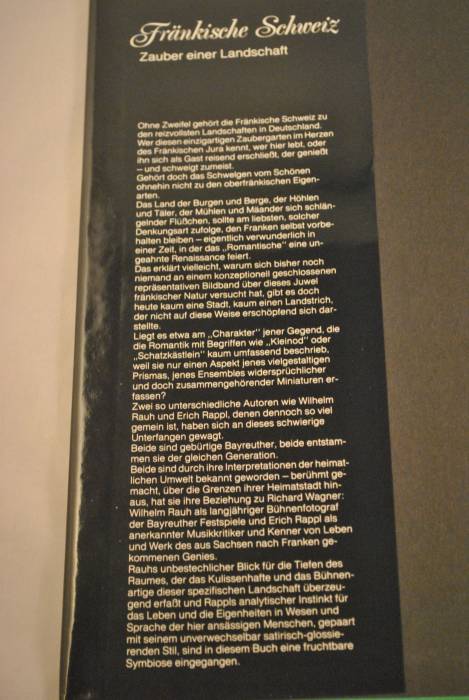 Fränkische Schweiz
Zauber einer Landschaft
Ohne Zweifel gehört die Fränkische Schweiz zu
den reizvollsten Landschaften in Deutschland.
Wer diesen einzigartigen Zaubergarten im Herzen
des Fränkischen Jura kennt, wer hier lebt, oder
ihn sich als Gast reisend erschließt, der genießt
– und schweigt zumeist.
Gehört doch das Schwelgen vom Schönen
ohnehin nicht zu den oberfränkischen Eigen-
arten.
Das Land der Burgen und Berge, der Höhlen
und Täler, der Mühlen und Mäander sich schlän-
gelnder Flüßchen, sollte am liebsten, solcher
Denkungsart zufolge, den Franken selbst vorbe-
halten bleiben – eigentlich verwunderlich in
einer Zeit, in der das „Romantische“ eine un-
geahnte Renaissance feiert.
Das erklärt vielleicht, warum sich bisher noch
niemand an einem konzeptionell geschlossenen
repräsentativen Bildband über dieses Juwel
fränkischer Natur versucht hat, gibt es doch
heute kaum eine Stadt, kaum einen Landstrich,
der nicht auf diese Weise erschöpfend sich dar-
stellte.
Liegt es etwa am „Charakter“ jener Gegend, die
die Romantik mit Begriffen wie „Kleinod“ oder
„Schatzkästlein“ kaum umfassend beschrieb,
weil sie nur einen Aspekt jenes vielgestaltigen
Prismas, jenes Ensembles widersprüchlicher
und doch zusammengehörender Miniaturen er-
fassen?
Zwei so unterschiedliche Autoren wie Wilhelm
Rauh und Erich Rappl, denen dennoch so viel
gemein ist, haben sich an dieses schwierige
Unterfangen gewagt.
Beide sind gebürtige Bayreuther, beide entstam-
men sie der gleichen Generation.
Beide sind durch ihre Interpretationen der heimat-
lichen Umwelt bekannt geworden – berühmt ge-
macht, über die Grenzen ihrer Heimatstadt hin-
aus, hat sie ihre Beziehung zu Richard Wagner:
Wilhelm Rauh als langjähriger Bühnenfotograf
der Bayreuther Festspiele und Erich Rappl als
anerkannter Musikkritiker und Kenner von Leben
und Werk des aus Sachsen nach Franken ge-
kommenen Genies.
Rauhs unbestechlicher Blick für die Tiefen des
Raumes, der das Kulissenhafte und das Bühnen-
artige dieser spezifischen Landschaft überzeu-
gend erfaßt und Rappls analytischer Instinkt für
das Leben und die Eigenheiten in Wesen und
Sprache der hier ansässigen Menschen, gepaart
mit seinem unverwechselbar satirisch-glossie-
renden Stil, sind in diesem Buch eine fruchtbare
Symbiose eingegangen.